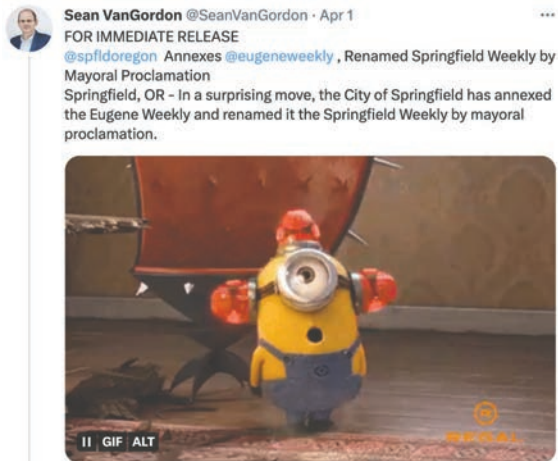 Sean VanGordon @SeanVanGordon · Apr 1
FOR IMMEDIATE RELEASE
@spfldoregon Annexes @eugeneweekly , Renamed Springfield Weekly by
Mayoral Proclamation
Springfield, OR - In a surprising move, the City of Springfield has annexed
the Eugene Weekly and renamed it the Springfield Weekly by mayoral
proclamation.
GIF ALT
REGAL